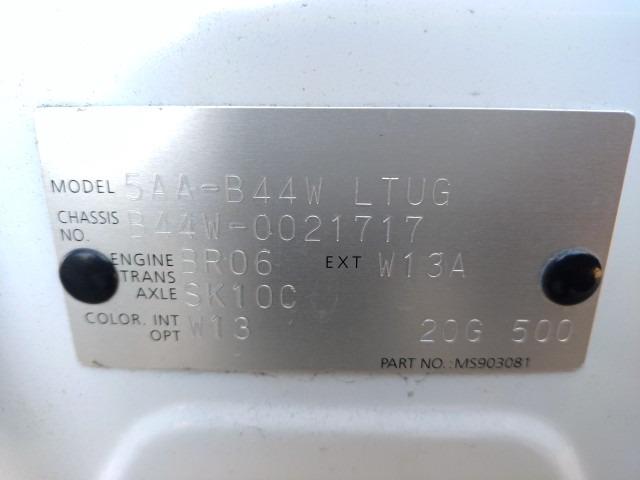 MODEL 5AA-B44W LTUG
CHASSIS NO. B44W-0021717
ENGINE BR06 EXT W13A
TRANS
AXLE SK10C
COLOR. INT W13 20G 500
OPT
PART NO.:MS903081